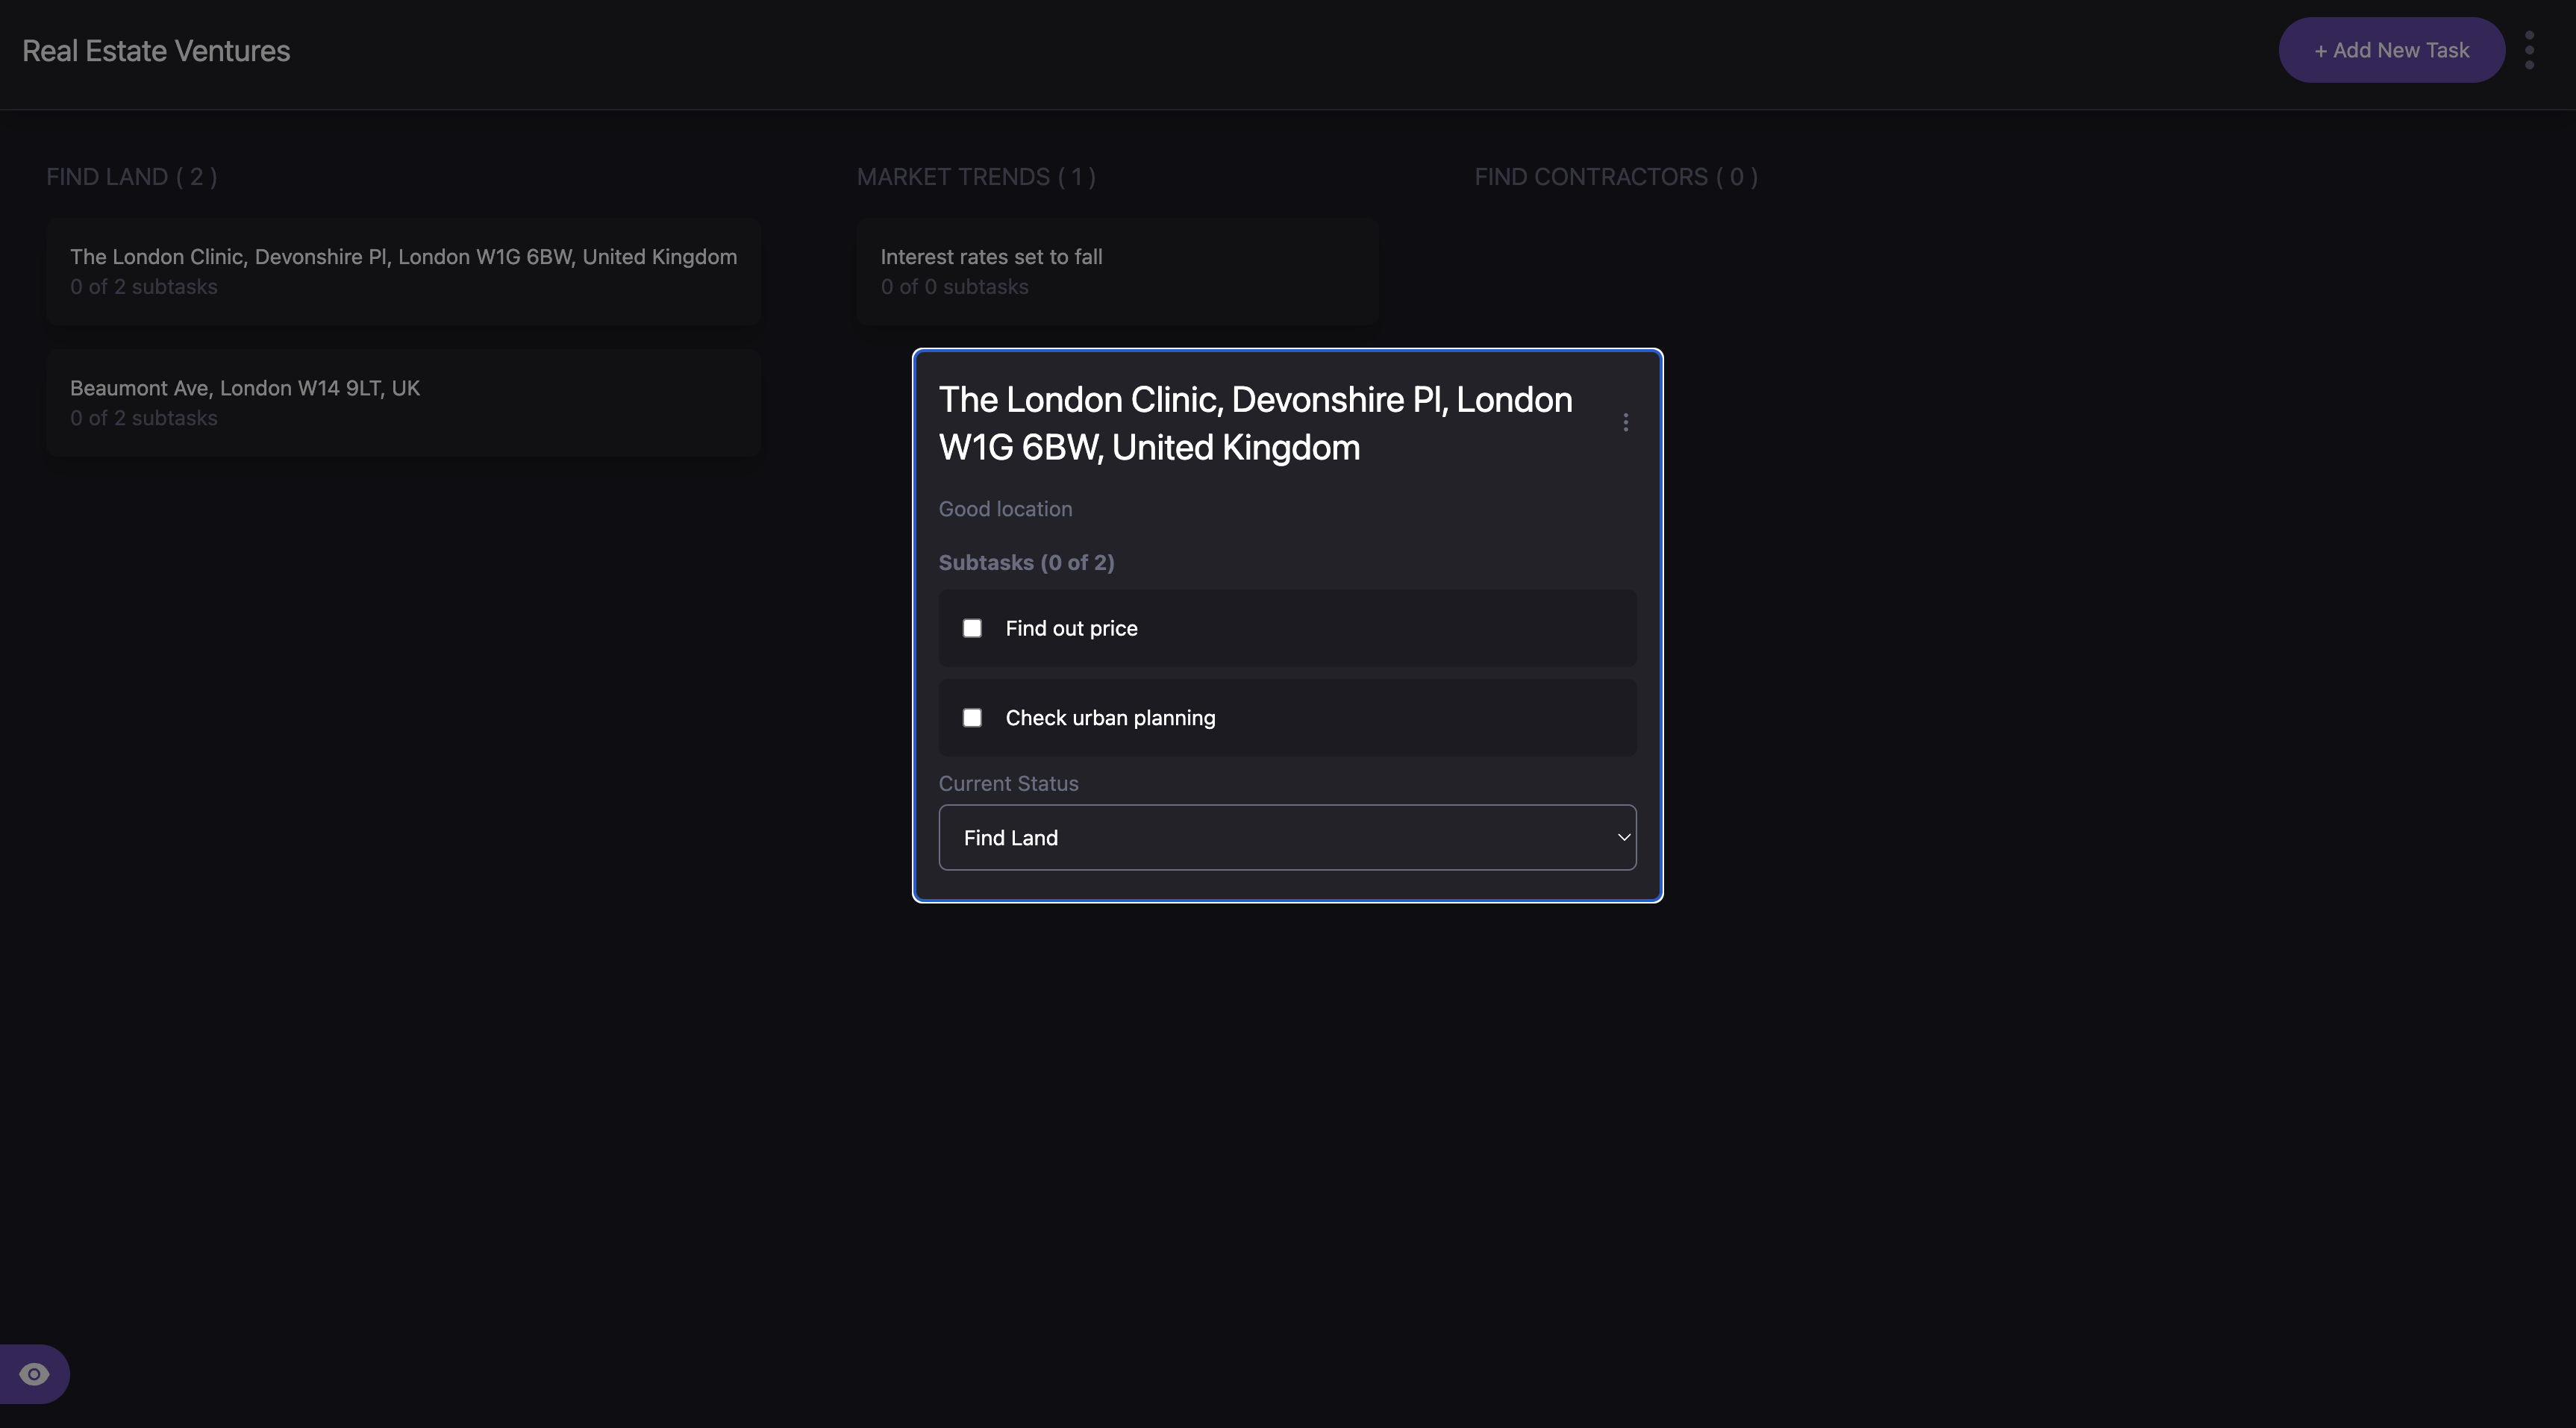 Real Estate Ventures
+ Add New Task
FIND LAND ( 2 )
The London Clinic, Devonshire Pl, London W1G 6BW, United Kingdom
0 of 2 subtasks
Beaumont Ave, London W14 9LT, UK
0 of 2 subtasks
MARKET TRENDS ( 1 )
Interest rates set to fall
0 of 0 subtasks
FIND CONTRACTORS ( 0 )
The London Clinic, Devonshire Pl, London
W1G 6BW, United Kingdom
Good location
Subtasks (0 of 2)
Find out price
Check urban planning
Current Status
Find Land